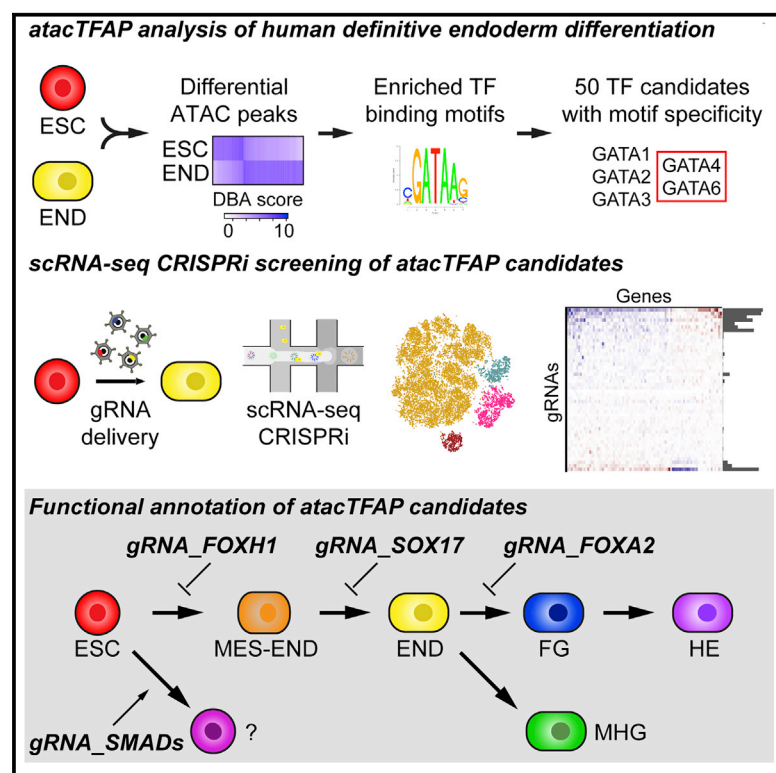 atacTFAP analysis of human definitive endoderm differentiation
ESC
END
Differential
ATAC peaks
ESC
END
DBA score
0 10
Enriched TF
binding motifs
GATAAG
50 TF candidates
with motif specificity
GATA1
GATA2
GATA3
GATA4
GATA6
scRNA-seq CRISPRi screening of atacTFAP candidates
gRNA
delivery
scRNA-seq
CRISPRi
Genes
gRNAs
Functional annotation of atacTFAP candidates
gRNA_FOXH1
gRNA_SOX17
gRNA_FOXA2
ESC
MES-END
END
FG
HE
gRNA_SMADs
?
MHG